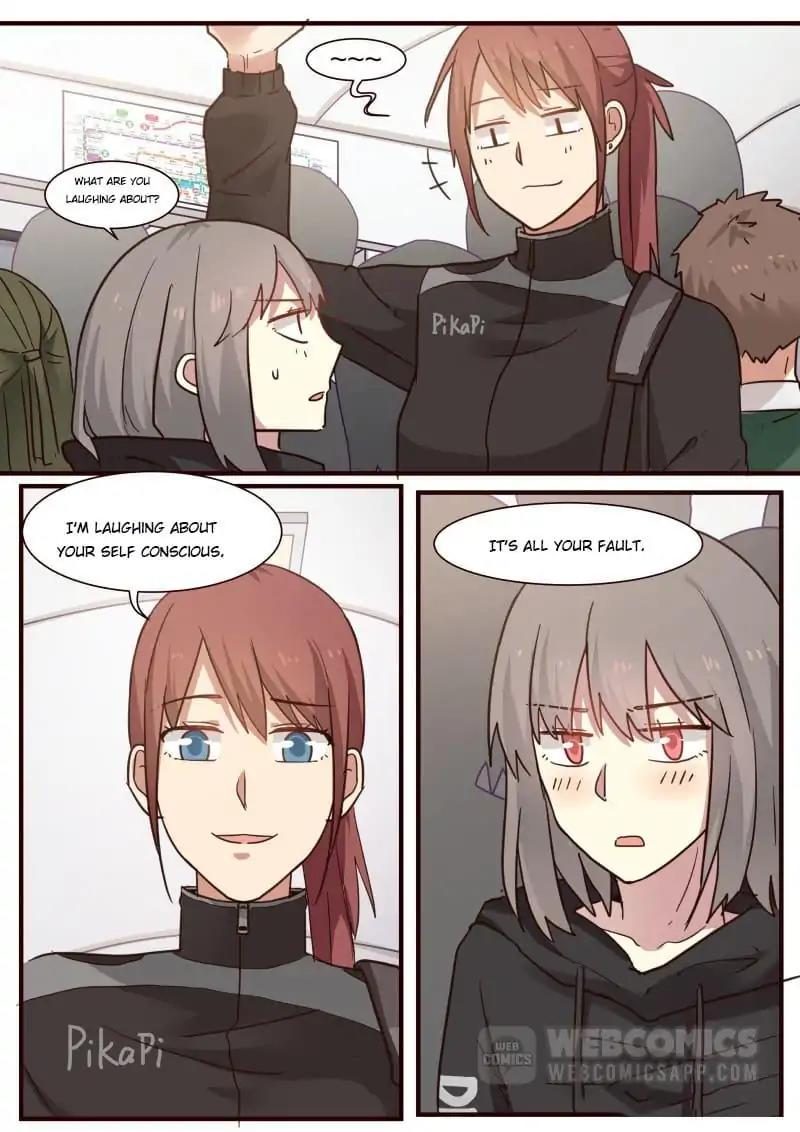 ~~~
WHAT ARE YOU
LAUGHING ABOUT?
PiKaPi
I'M LAUGHING ABOUT
YOUR SELF CONSCIOUS.
IT'S ALL YOUR FAULT.
PiKaPi
WEB
COMICS
WEBCOMICS
WEBCOMICSAPP.COM